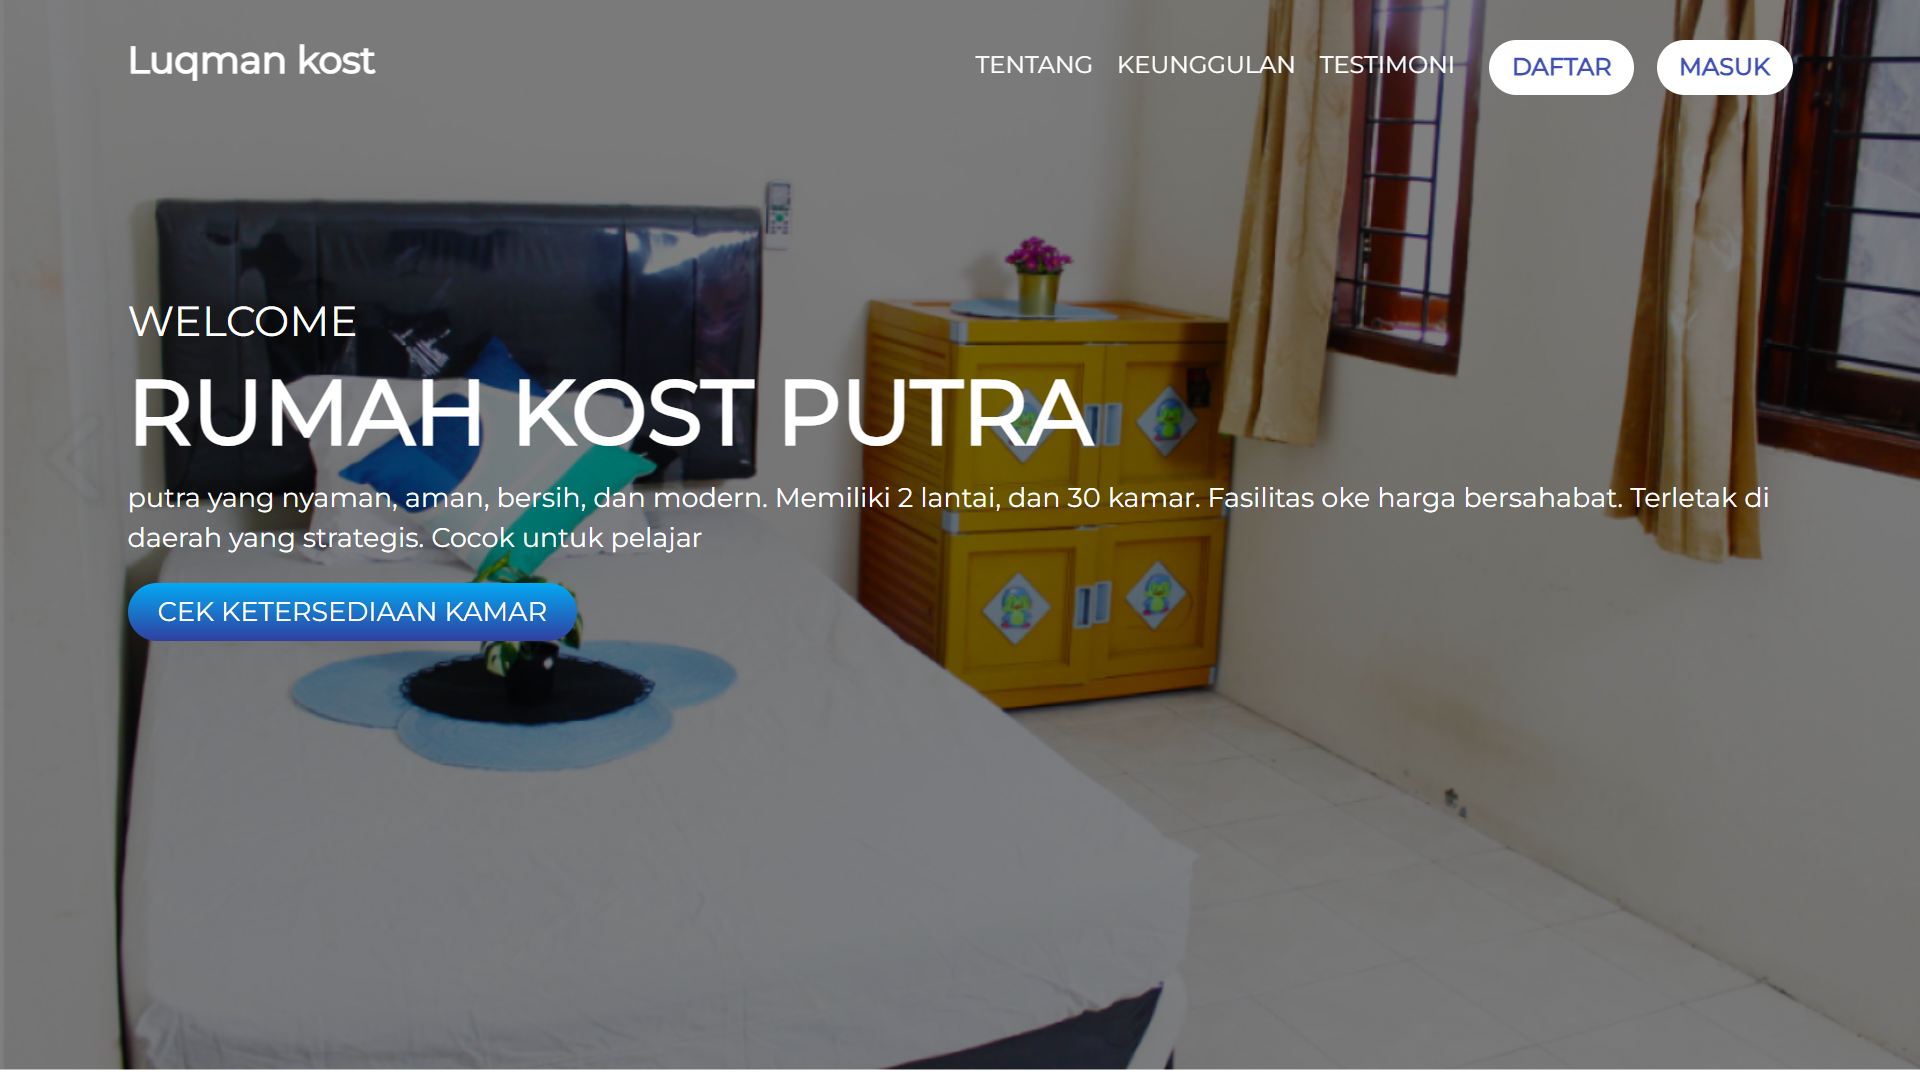 Luqman kost
TENTANG KEUNGGULAN TESTIMONI DAFTAR MASUK
WELCOME
RUMAH KOST PUTRA
putra yang nyaman, aman, bersih, dan modern. Memiliki 2 lantai, dan 30 kamar. Fasilitas oke harga bersahabat. Terletak di
daerah yang strategis. Cocok untuk pelajar
CEK KETERSEDIAAN KAMAR